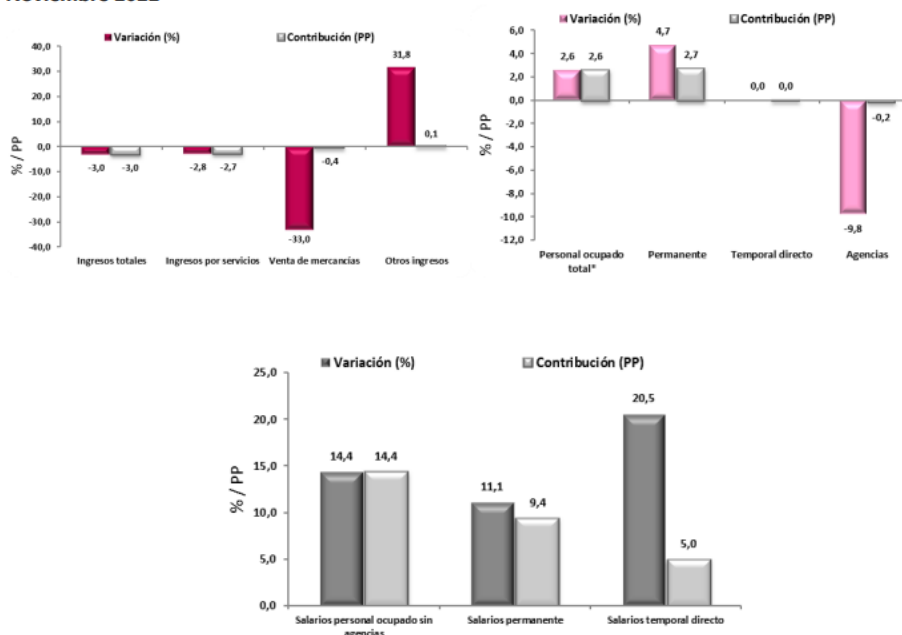 Variación (%)
Contribución (PP)
40,0
30,0
20,0
10,0
0,0
-10,0
-20,0
-30,0
-40,0
% / PP
31,8
0,1
-3,0
-3,0
-2,8
-2,7
-0,4
-33,0
Ingresos totales
Ingresos por servicios
Venta de mercancías
Otros ingresos
Variación (%)
Contribución (PP)
6,0
4,0
2,0
0,0
-2,0
-4,0
-6,0
-8,0
-10,0
-12,0
% / PP
2,6
2,6
4,7
2,7
0,0
0,0
-0,2
-9,8
Personal ocupado
total*
Permanente
Temporal directo
Agencias
Variación (%)
Contribución (PP)
25,0
20,0
15,0
10,0
5,0
0,0
% / PP
14,4
14,4
11,1
9,4
20,5
5,0
Salarios personal ocupado sin
agencias
Salarios permanente
Salarios temporal directo